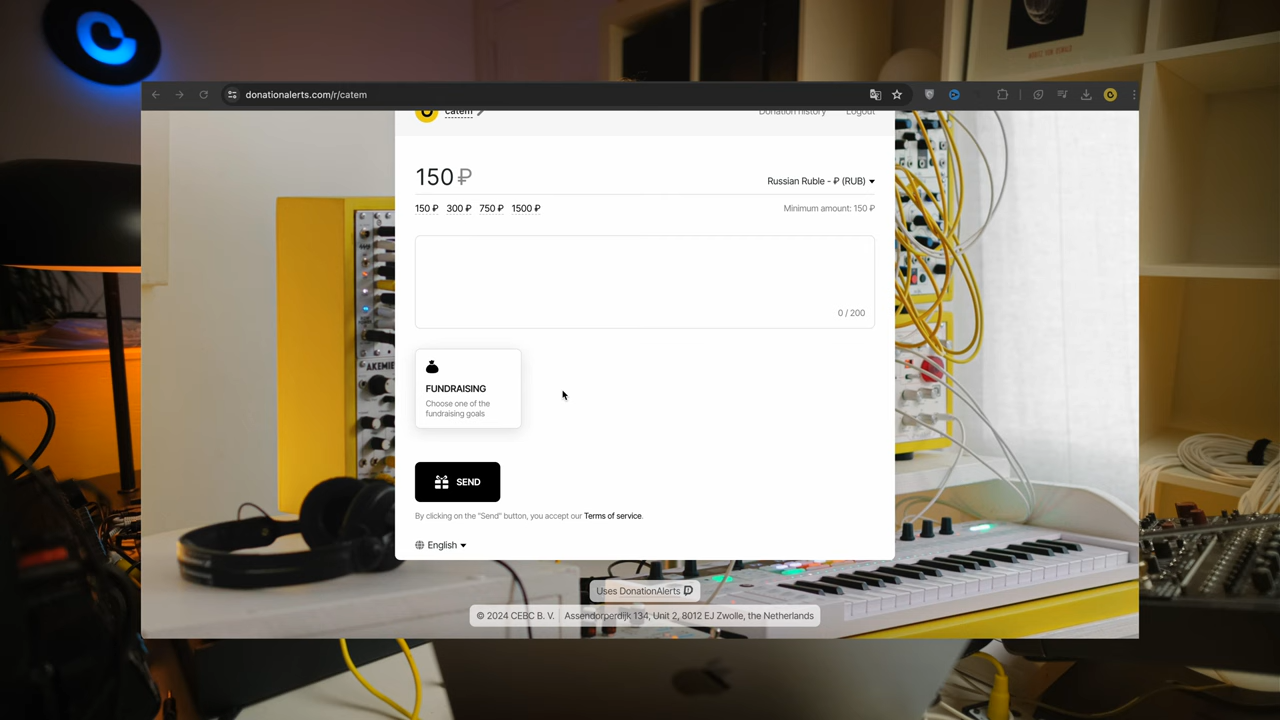 donationalerts.com/r/catem
catem
Donation history
Logout
150 ₽
Russian Ruble - ₽ (RUB)
150 ₽ 300 ₽ 750 ₽ 1500 ₽
Minimum amount: 150 ₽
0 / 200
AKEMIE
FUNDRAISING
Choose one of the
fundraising goals
SEND
By clicking on the "Send" button, you accept our Terms of service.
English
Uses DonationAlerts
© 2024 CEBC B. V. Assendorperdijk 134, Unit 2, 8012 EJ Zwolle, the Netherlands